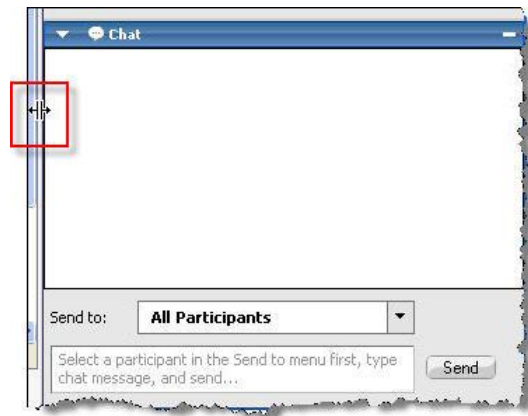 Chat
Send to:
All Participants
Select a participant in the Send to menu first, type
chat message, and send...
Send